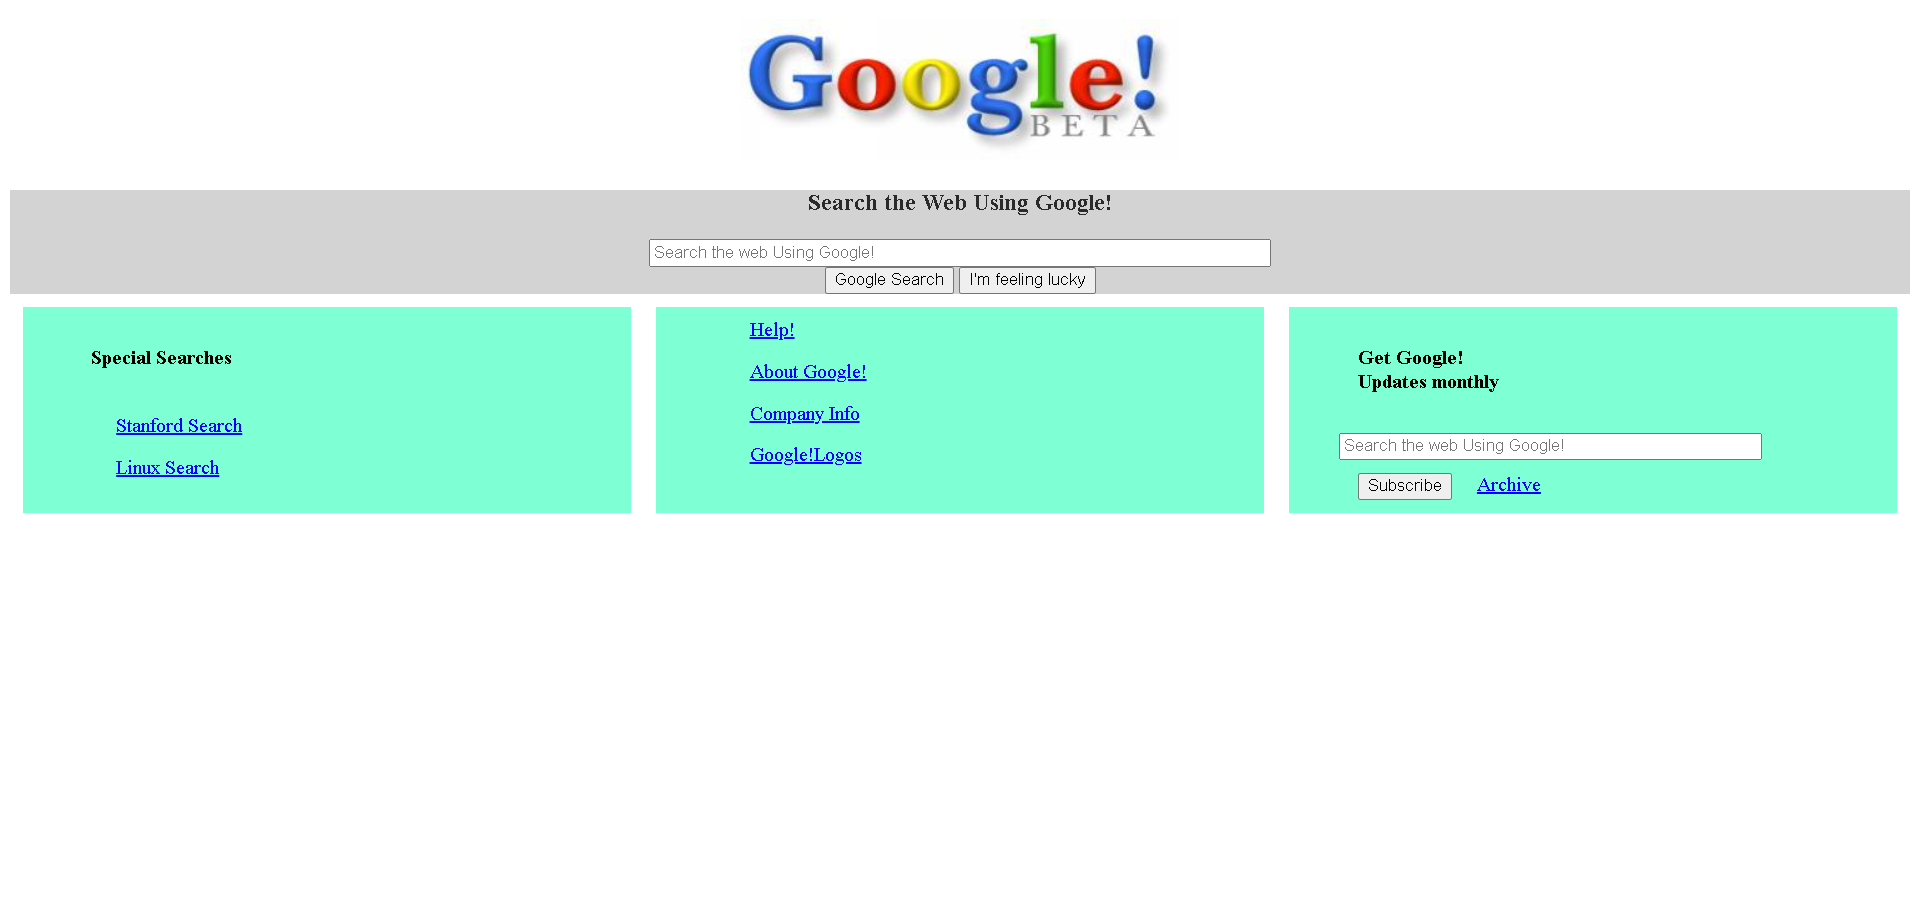 Google!
BETA
Search the Web Using Google!
Search the web Using Google!
Google Search I'm feeling lucky
Special Searches
Stanford Search
Linux Search
Help!
About Google!
Company Info
Google!Logos
Get Google!
Updates monthly
Search the web Using Google!
Subscribe Archive